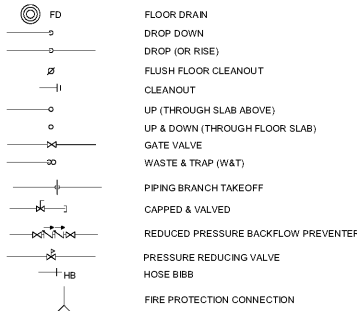 FD FLOOR DRAIN
DROP DOWN
DROP (OR RISE)
FLUSH FLOOR CLEANOUT
CLEANOUT
UP (THROUGH SLAB ABOVE)
UP & DOWN (THROUGH FLOOR SLAB)
GATE VALVE
WASTE & TRAP (W&T)
PIPING BRANCH TAKEOFF
CAPPED & VALVED
REDUCED PRESSURE BACKFLOW PREVENTER
PRESSURE REDUCING VALVE
HB HOSE BIBB
FIRE PROTECTION CONNECTION